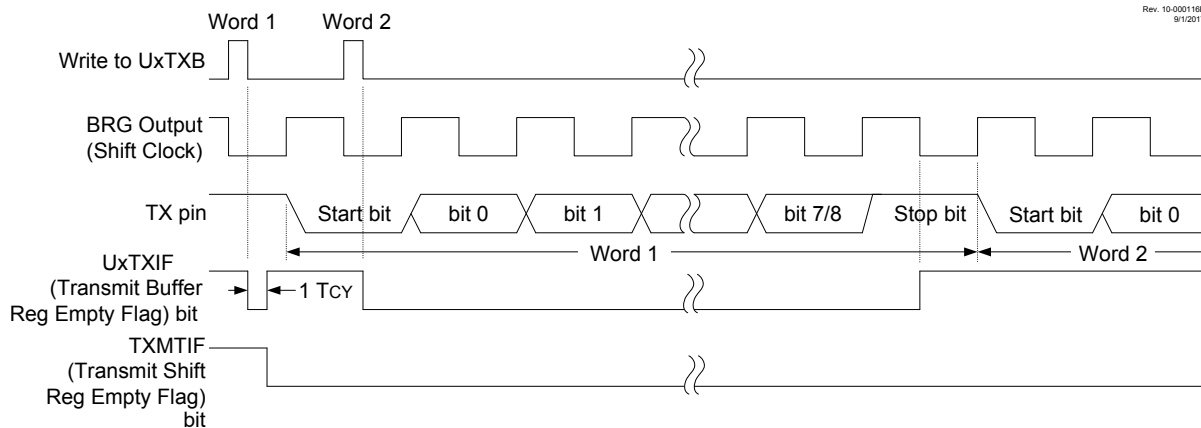 Rev. 10-000116
9/1/201
Word 1 Word 2
Write to UxTXB
BRG Output
(Shift Clock)
TX pin
Start bit bit 0 bit 1 bit 7/8 Stop bit Start bit bit 0
Word 1 Word 2
UxTXIF
(Transmit Buffer
Reg Empty Flag) bit
1 TCY
TXMTIF
(Transmit Shift
Reg Empty Flag)
bit